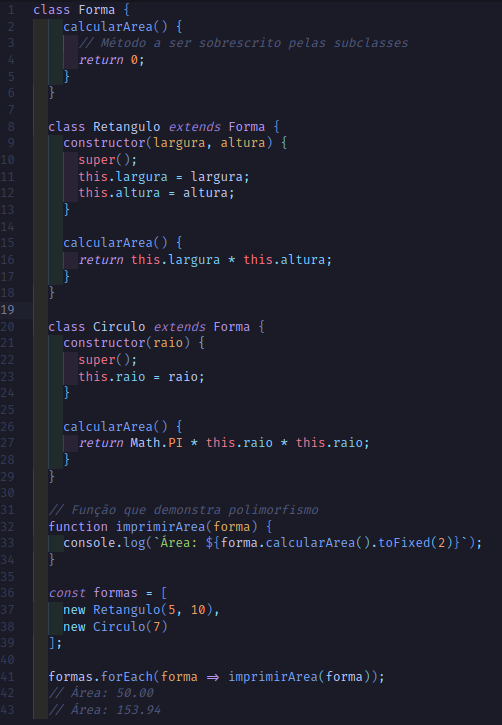 1 class Forma {
2     calcularArea() {
3       // Método a ser sobrescrito pelas subclasses
4       return 0;
5     }
6   }
7
8   class Retangulo extends Forma {
9     constructor(largura, altura) {
10       super();
11       this.largura = largura;
12       this.altura = altura;
13     }
14
15     calcularArea() {
16       return this.largura * this.altura;
17     }
18   }
19
20   class Circulo extends Forma {
21     constructor(raio) {
22       super();
23       this.raio = raio;
24     }
25
26     calcularArea() {
27       return Math.PI * this.raio * this.raio;
28     }
29   }
30
31   // Função que demonstra polimorfismo
32   function imprimirArea(forma) {
33     console.log(`Área: ${forma.calcularArea().toFixed(2)}`);
34   }
35
36   const formas = [
37     new Retangulo(5, 10),
38     new Circulo(7)
39   ];
40
41   formas.forEach(forma => imprimirArea(forma));
42   // Área: 50.00
43   // Área: 153.94